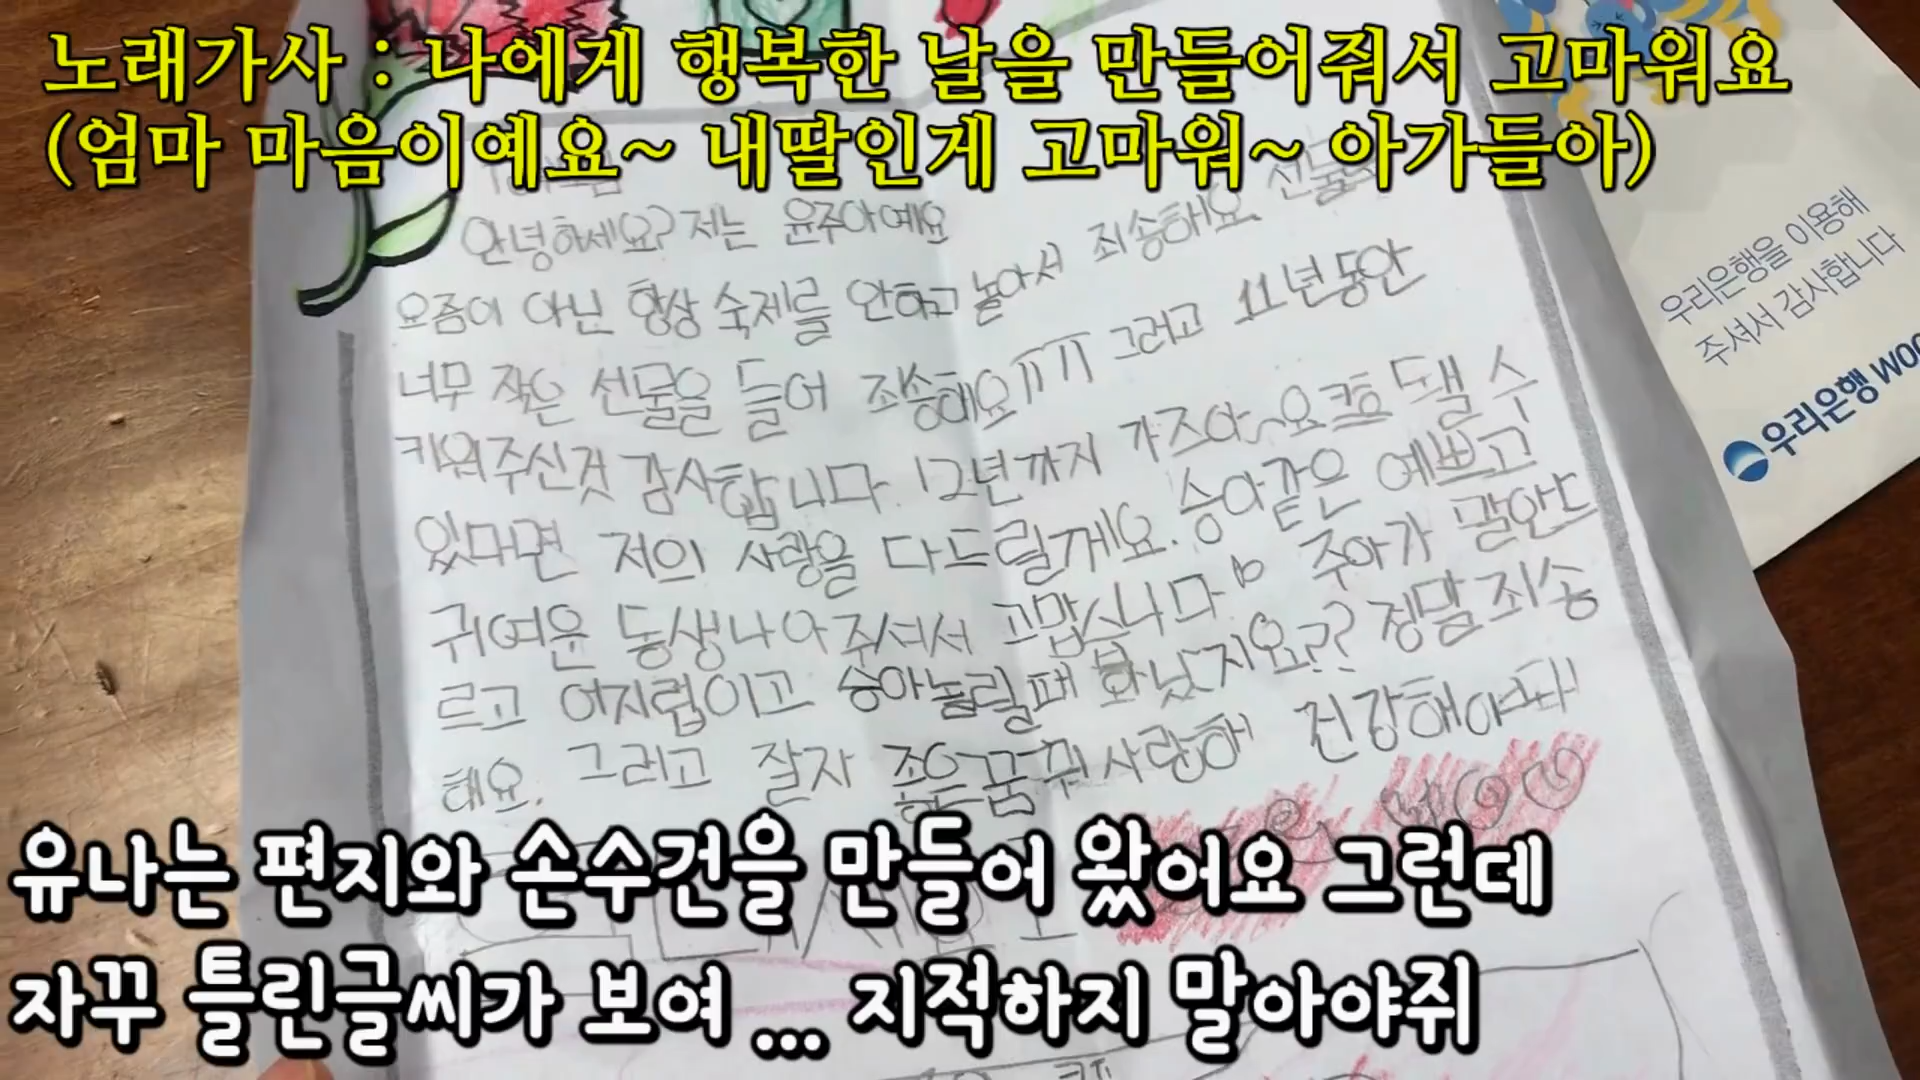 노래가사 : 나에게 행복한 날을 만들어줘서 고마워요
(엄마 마음이예요~ 내딸인게 고마워~ 아가들아)
안녕하세요? 저는 윤주아예요
요즘이 아닌 항상 숙제를 안하고 놀아서 죄송해요. 선물도
너무 작은 선물을 들어 죄송해요ㅠㅠ 그러고 11년동안
키워주신것 감사합니다. 12년까지 가즈아~요 키흐 될 수
있다면 저의 사랑을 다드릴게요. 승아같은 예쁘고
귀여운 동생나아주셔서 고맙습니다 주아가 말안드
르고 어지럽이고 승아놀릴때 화났지요?? 정말죄송
해요. 그러고 잘자 좋은꿈꿔 사랑해 건강해야돼!
우리은행을 이용해
주셔서 감사합니다
우리은행 WOO
유나는 편지와 손수건을 만들어 왔어요 그런데
자꾸 틀린글씨가 보여 ... 지적하지 말아야쥐